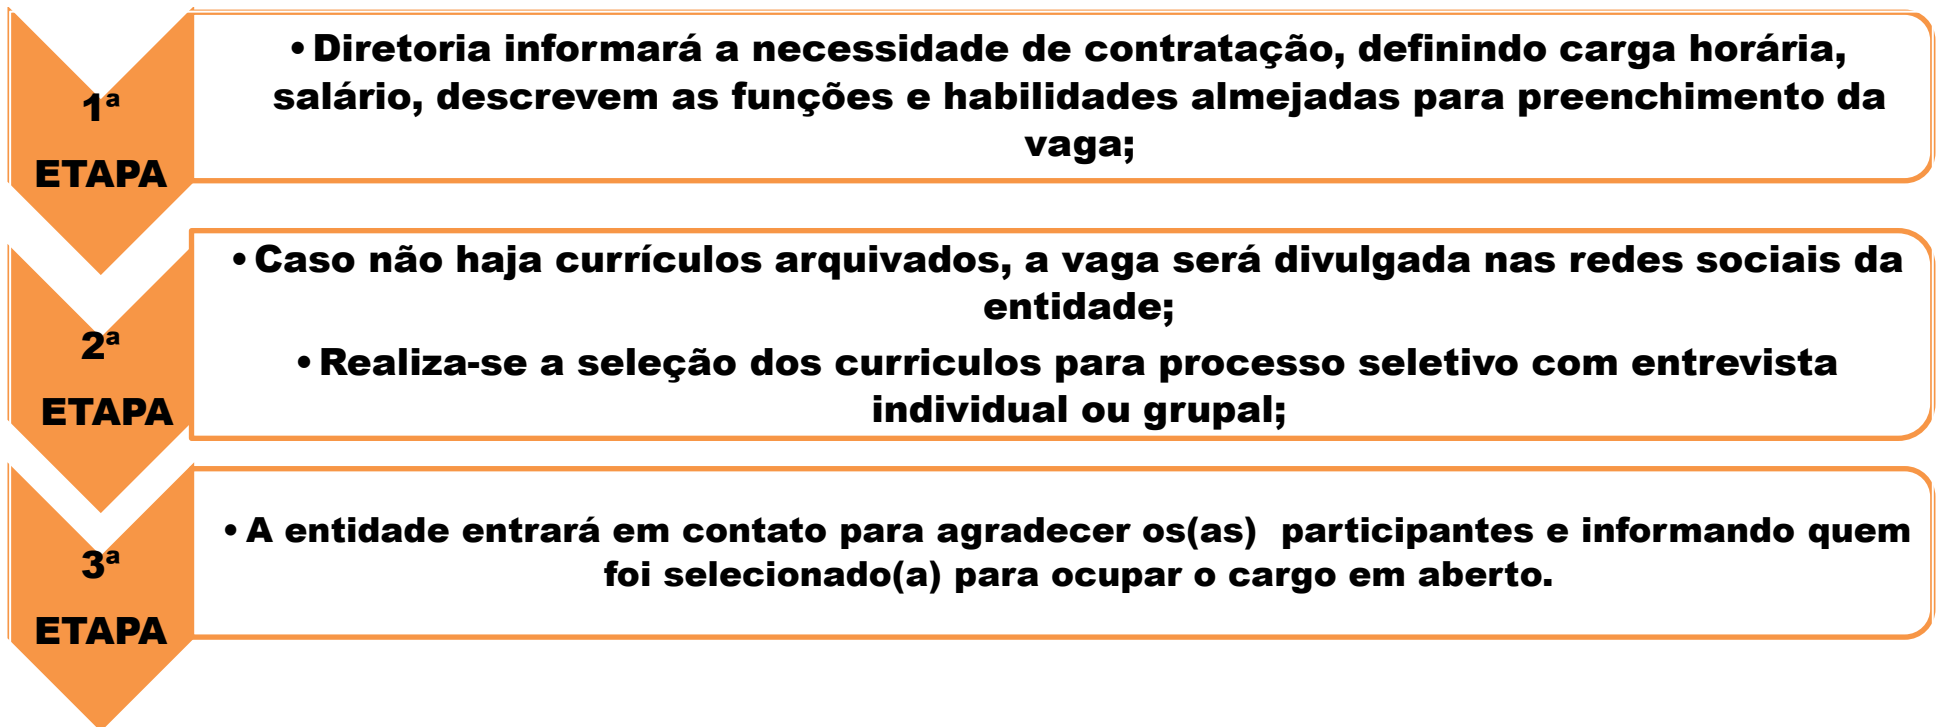 1ª
ETAPA
• Diretoria informará a necessidade de contratação, definindo carga horária,
salário, descrevem as funções e habilidades almejadas para preenchimento da
vaga;
2ª
ETAPA
• Caso não haja currículos arquivados, a vaga será divulgada nas redes sociais da
entidade;
• Realiza-se a seleção dos curriculos para processo seletivo com entrevista
individual ou grupal;
3ª
ETAPA
• A entidade entrará em contato para agradecer os(as) participantes e informando quem
foi selecionado(a) para ocupar o cargo em aberto.